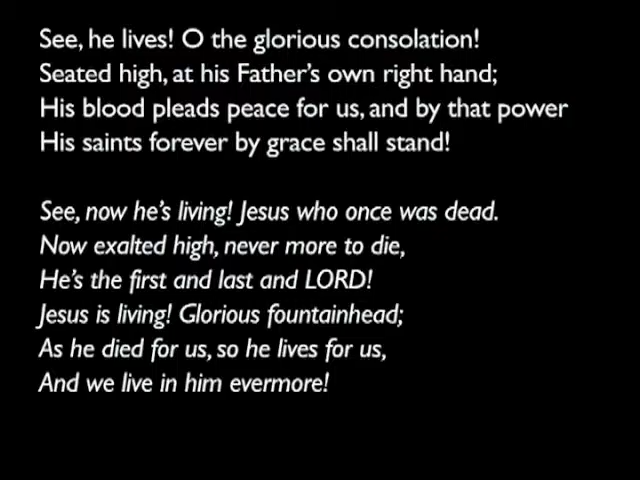 See, he lives! O the glorious consolation!
Seated high, at his Father's own right hand;
His blood pleads peace for us, and by that power
His saints forever by grace shall stand!
See, now he's living! Jesus who once was dead.
Now exalted high, never more to die,
He's the first and last and LORD!
Jesus is living! Glorious fountainhead;
As he died for us, so he lives for us,
And we live in him evermore!